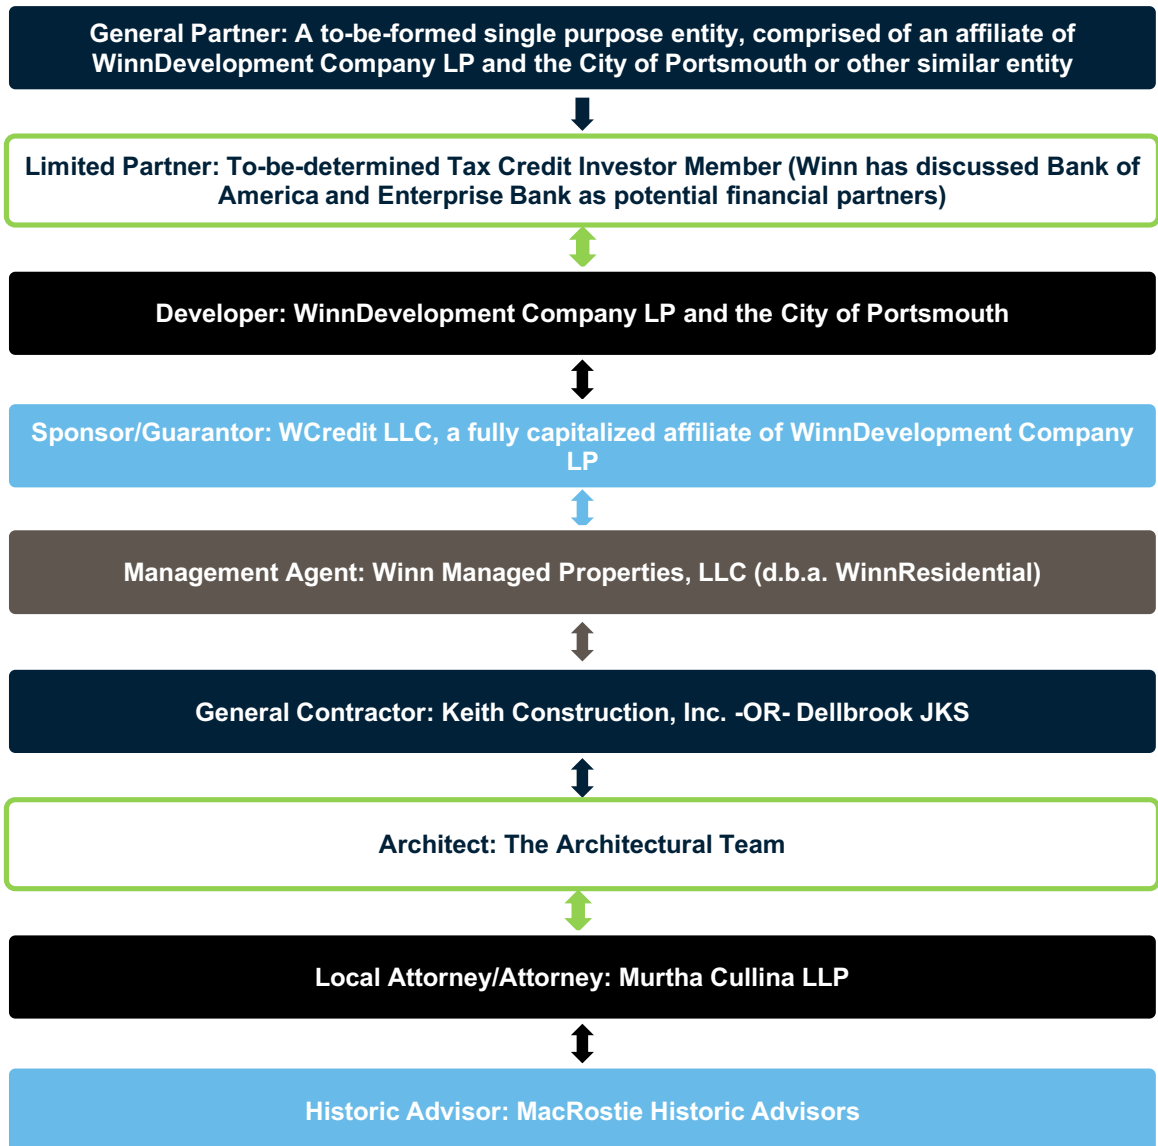 General Partner: A to-be-formed single purpose entity, comprised of an affiliate of
WinnDevelopment Company LP and the City of Portsmouth or other similar entity
Limited Partner: To-be-determined Tax Credit Investor Member (Winn has discussed Bank of
America and Enterprise Bank as potential financial partners)
Developer: WinnDevelopment Company LP and the City of Portsmouth
Sponsor/Guarantor: WCredit LLC, a fully capitalized affiliate of WinnDevelopment Company
LP
Management Agent: Winn Managed Properties, LLC (d.b.a. WinnResidential)
General Contractor: Keith Construction, Inc. -OR- Dellbrook JKS
Architect: The Architectural Team
Local Attorney/Attorney: Murtha Cullina LLP
Historic Advisor: MacRostie Historic Advisors